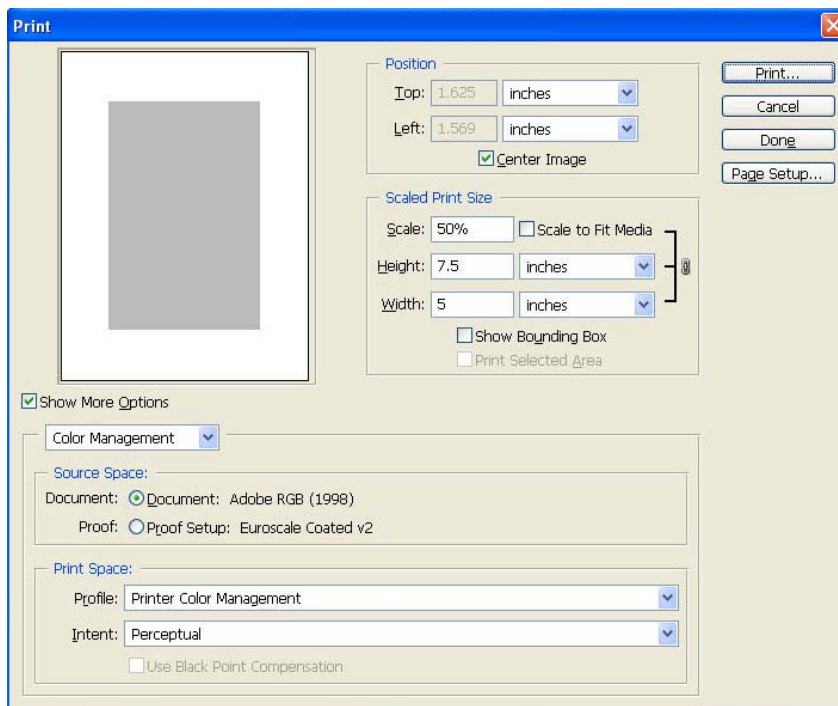 Print
Position
Top: 1.625 inches
Left: 1.569 inches
Center Image
Print...
Cancel
Done
Page Setup...
Scaled Print Size
Scale: 50% Scale to Fit Media
Height: 7.5 inches
Width: 5 inches
Show Bounding Box
Print Selected Area
Show More Options
Color Management
Source Space:
Document: Document: Adobe RGB (1998)
Proof: Proof Setup: Euroscale Coated v2
Print Space:
Profile: Printer Color Management
Intent: Perceptual
Use Black Point Compensation